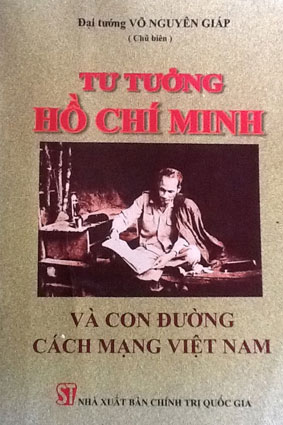 Đại tướng VÕ NGUYÊN GIÁP
( Chủ biên )
TƯ TƯỞNG
HỒ CHÍ MINH
VÀ CON ĐƯỜNG
CÁCH MẠNG VIỆT NAM
ST NHÀ XUẤT BẢN CHÍNH TRỊ QUỐC GIA